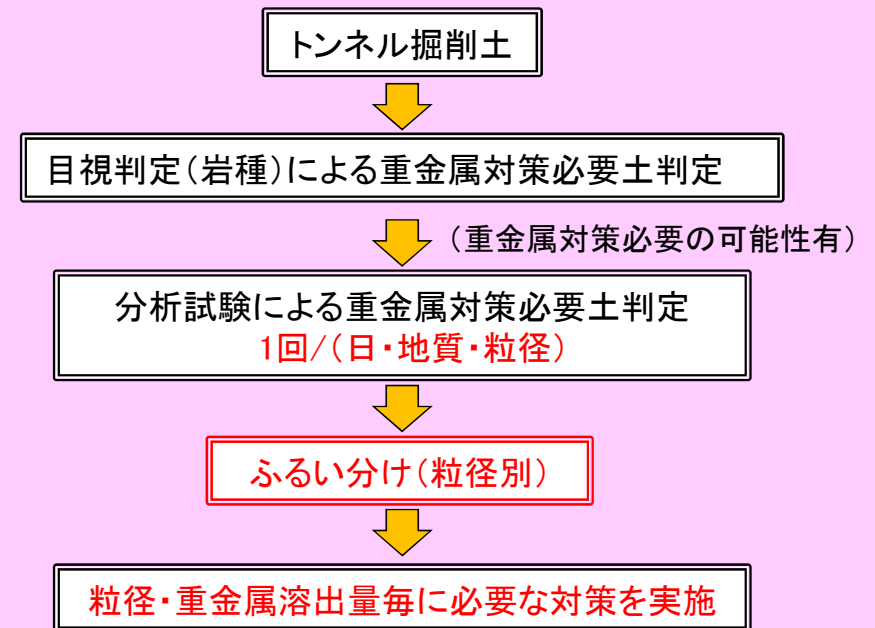 トンネル掘削土
目視判定（岩種）による重金属対策必要土判定
（重金属対策必要の可能性有）
分析試験による重金属対策必要土判定
1回/（日・地質・粒径）
ふるい分け（粒径別）
粒径・重金属溶出量毎に必要な対策を実施